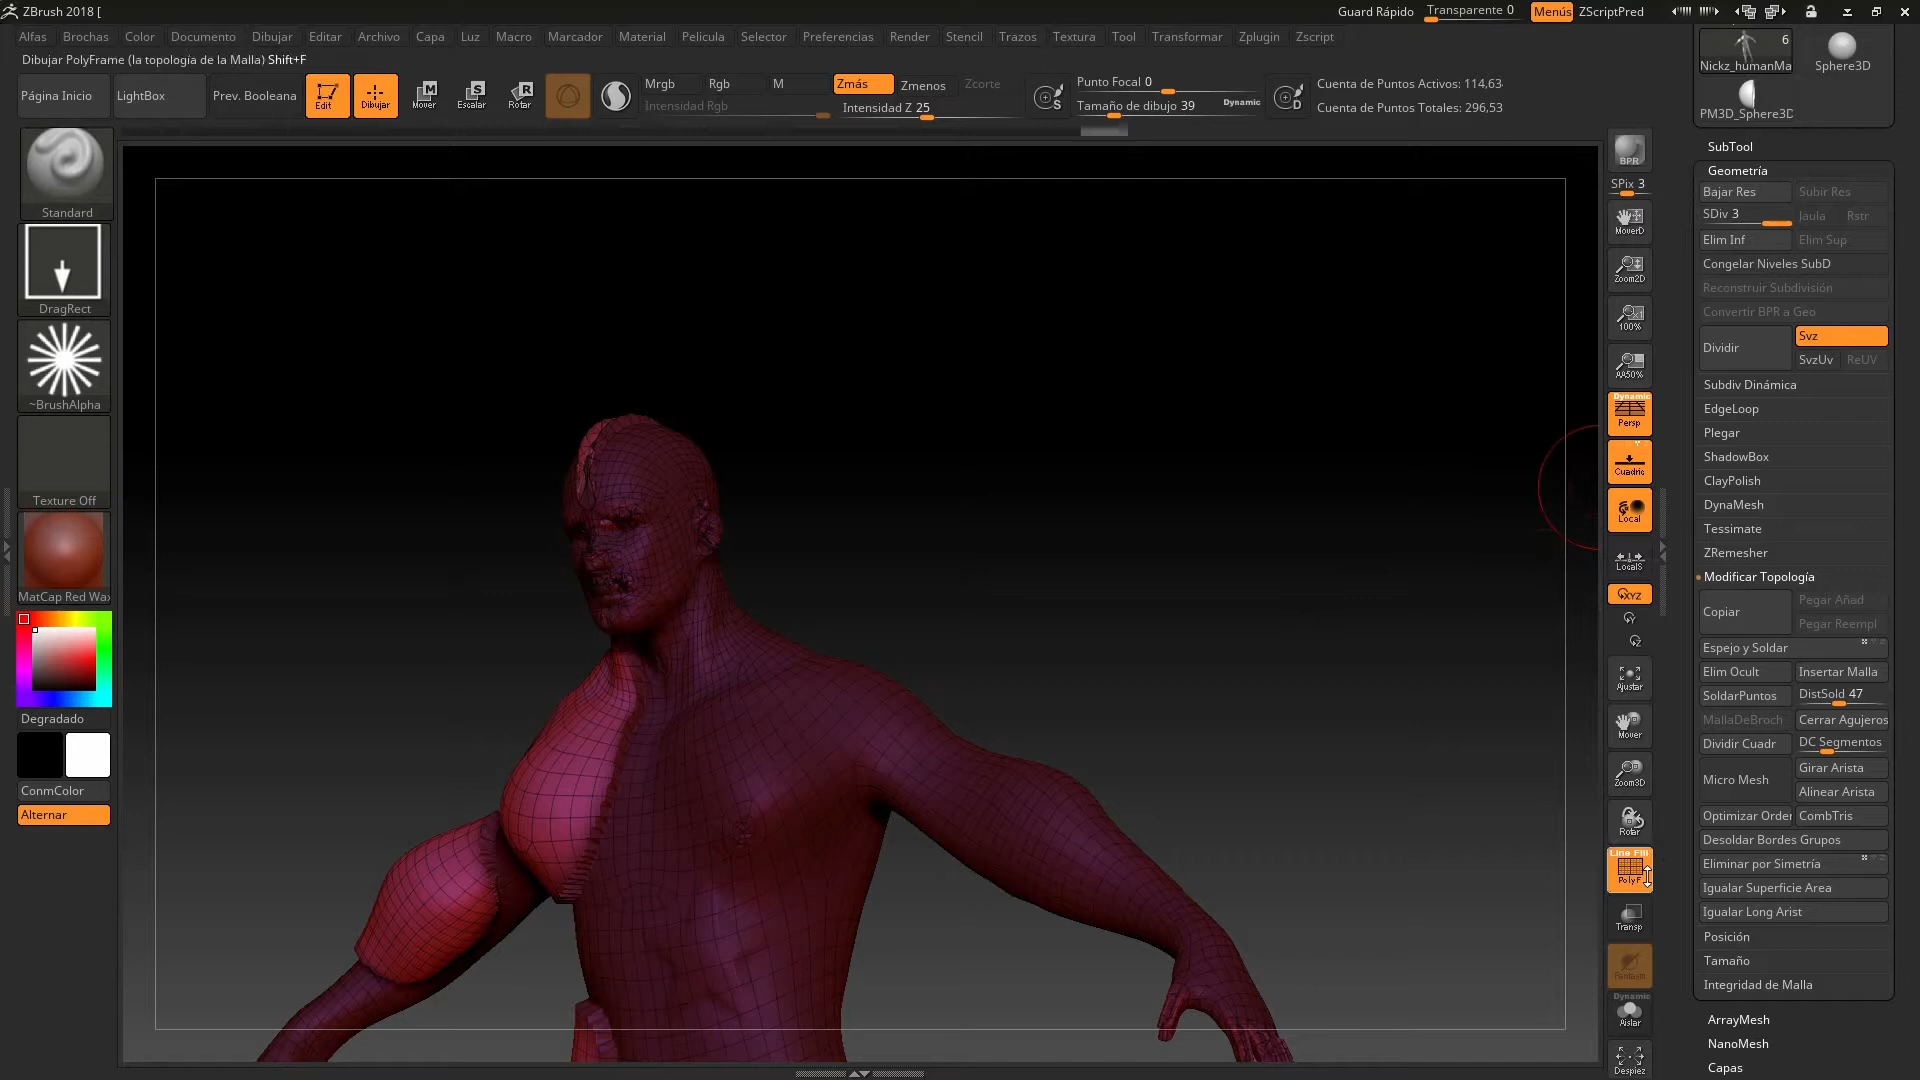 ZBrush 2018 [
Guard Rápido
Transparente 0
Menús
ZScriptPred
Alfas Brochas Color Documento Dibujar Editar Archivo Capa Luz Macro Marcador Material Pelicula Selector Preferencias Render Stencil Trazos Textura Tool Transformar Zplugin Zscript
Dibujar PolyFrame (la topología de la Malla) Shift+F
Página Inicio
LightBox
Prev. Booleana
Edit
Dibujar
Mover
Escalar
Rotar
Mrgb Rgb M
Intensidad Rgb
Zmás Zmenos Zcorte
Intensidad Z 25
Punto Focal 0
Tamaño de dibujo 39
Dynamic
Cuenta de Puntos Activos: 114,63
Cuenta de Puntos Totales: 296,53
Standard
DragRect
~BrushAlpha
Texture Off
MatCap Red Wax
Degradado
ConmColor
Alternar
BPR
SPix 3
MoverD
Zoom2D
100%
AA50%
Dynamic
Persp
Cuadric
Local
LocalS
XYZ
Y
Z
Ajustar
Mover
Zoom3D
Rotar
Line Fill
PolyF
Transp
Fantasm
Dynamic
Aislar
Despiez
6
Nickz_humanMa
Sphere3D
PM3D_Sphere3D
SubTool
Geometría
Bajar Res Subir Res
SDiv 3 Jaula Rstr
Elim Inf Elim Sup
Congelar Niveles SubD
Reconstruir Subdivisión
Convertir BPR a Geo
Dividir
Svz
SvzUv ReUV
Subdiv Dinámica
EdgeLoop
Plegar
ShadowBox
ClayPolish
DynaMesh
Tessimate
ZRemesher
Modificar Topología
Copiar
Pegar Añad
Pegar Reempl
Espejo y Soldar
Elim Ocult Insertar Malla
SoldarPuntos DistSold 47
MallaDeBroch Cerrar Agujeros
Dividir Cuadr DC Segmentos
Micro Mesh
Girar Arista
Alinear Arista
Optimizar Order CombTris
Desoldar Bordes Grupos
Eliminar por Simetría
Igualar Superficie Area
Igualar Long Arist
Posición
Tamaño
Integridad de Malla
ArrayMesh
NanoMesh
Capas